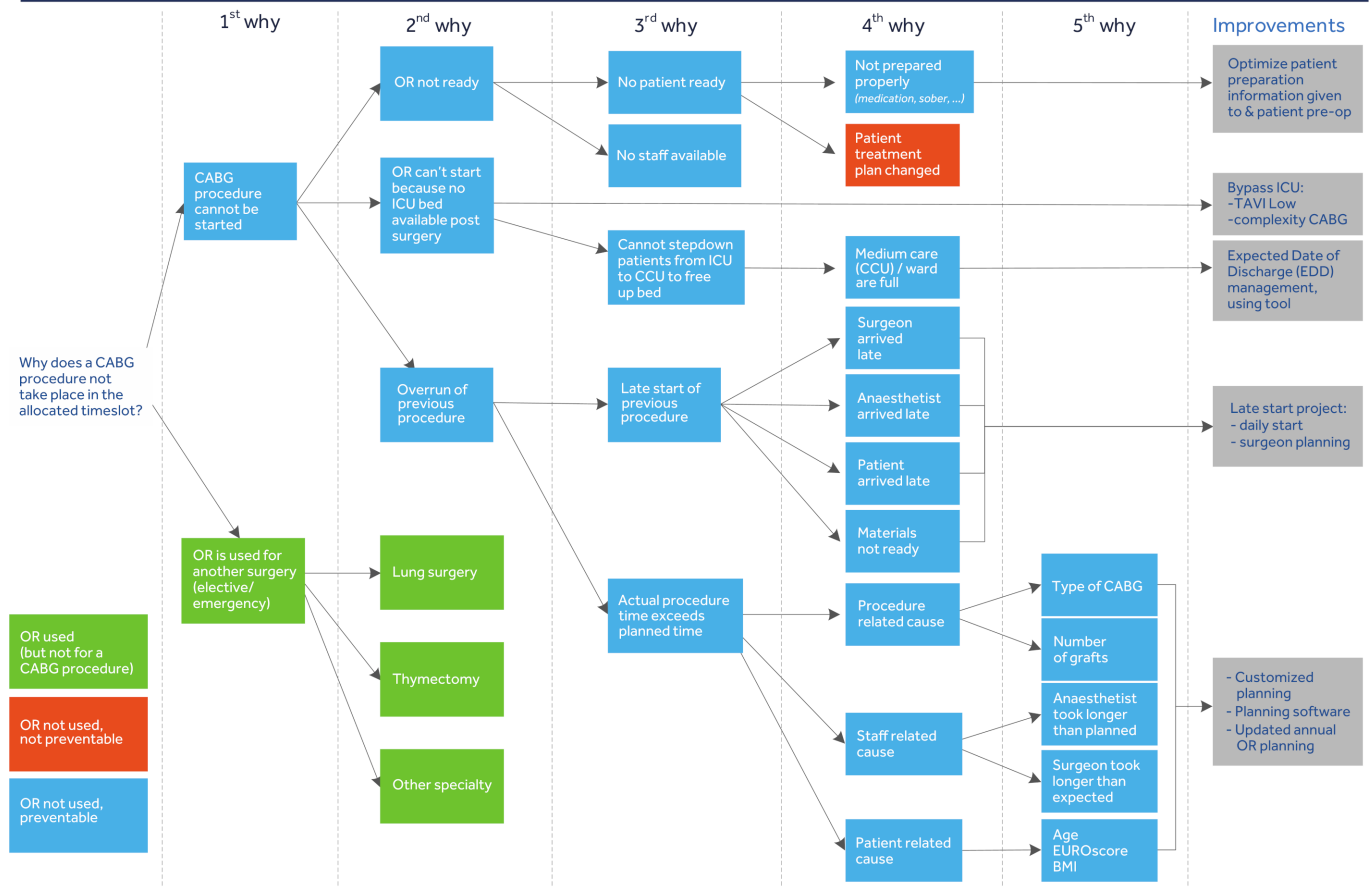 1st why
2nd why
3rd why
4th why
5th why
Improvements
Why does a CABG
procedure not
take place in the
allocated timeslot?
CABG
procedure
cannot be
started
OR is used for
another surgery
(elective/
emergency)
OR not ready
OR can't start
because no
ICU bed
available post
surgery
Overrun of
previous
procedure
Lung surgery
Thymectomy
Other specialty
No patient ready
No staff available
Cannot stepdown
patients from ICU
to CCU to free
up bed
Late start of
previous
procedure
Actual procedure
time exceeds
planned time
Not prepared
properly
(medication, sober, ...)
Patient
treatment
plan changed
Medium care
(CCU) / ward
are full
Surgeon
arrived
late
Anaesthetist
arrived late
Patient
arrived late
Materials
not ready
Procedure
related cause
Staff related
cause
Patient related
cause
Type of CABG
Number
of grafts
Anaesthetist
took longer
than planned
Surgeon took
longer than
expected
Age
EUROscore
BMI
Optimize patient
preparation
information given
to & patient pre-op
Bypass ICU:
-TAVI Low
-complexity CABG
Expected Date of
Discharge (EDD)
management,
using tool
Late start project:
- daily start
- surgeon planning
- Customized
planning
- Planning software
- Updated annual
OR planning
OR used
(but not for a
CABG procedure)
OR not used,
not preventable
OR not used,
preventable